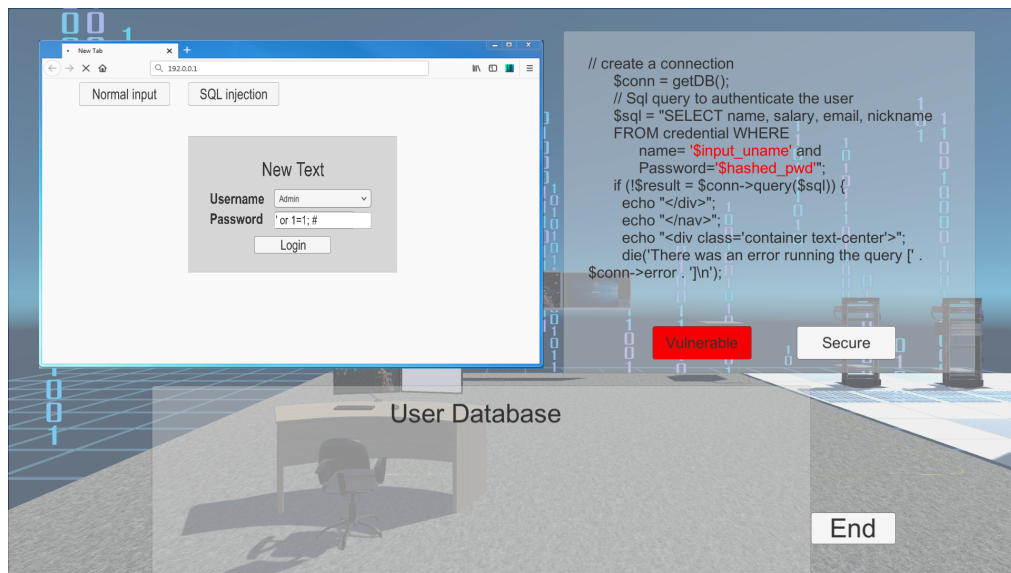 New Tab
192.0.0.1
Normal input
SQL injection
New Text
Username
Admin
Password
' or 1=1; #
Login
// create a connection
$conn = getDB();
// Sql query to authenticate the user
$sql = "SELECT name, salary, email, nickname
FROM credential WHERE
name= '$input_uname' and
Password='$hashed_pwd'";
if (!$result = $conn->query($sql)) {
echo "</div>";
echo "</nav>";
echo "<div class='container text-center'>";
die('There was an error running the query [' .
$conn->error . ']\n');
Vulnerable
Secure
User Database
End